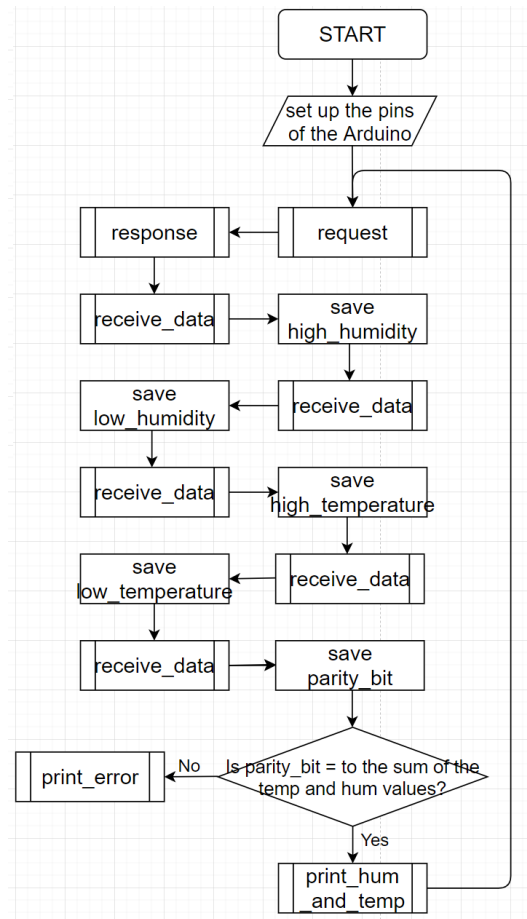 START
set up the pins
of the Arduino
request
response
receive_data
save
high_humidity
receive_data
save
low_humidity
receive_data
save
high_temperature
receive_data
save
low_temperature
receive_data
save
parity_bit
Is parity_bit = to the sum of the
temp and hum values?
No
print_error
Yes
print_hum
_and_temp